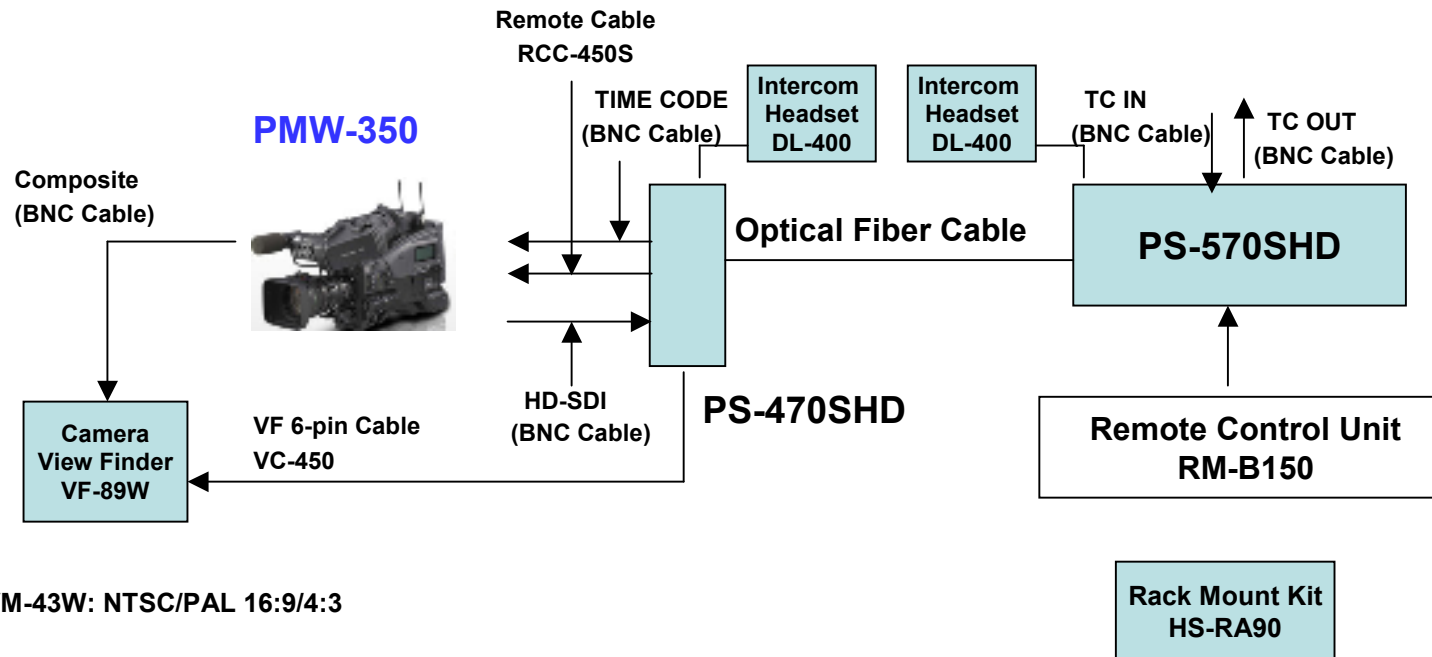 Remote Cable
RCC-450S
TIME CODE
(BNC Cable)
Intercom
Headset
DL-400
Intercom
Headset
DL-400
TC IN
(BNC Cable)
TC OUT
(BNC Cable)
PMW-350
Composite
(BNC Cable)
Optical Fiber Cable
PS-570SHD
HD-SDI
(BNC Cable)
PS-470SHD
VF 6-pin Cable
VC-450
Camera
View Finder
VF-89W
Remote Control Unit
RM-B150
M-43W: NTSC/PAL 16:9/4:3
Rack Mount Kit
HS-RA90